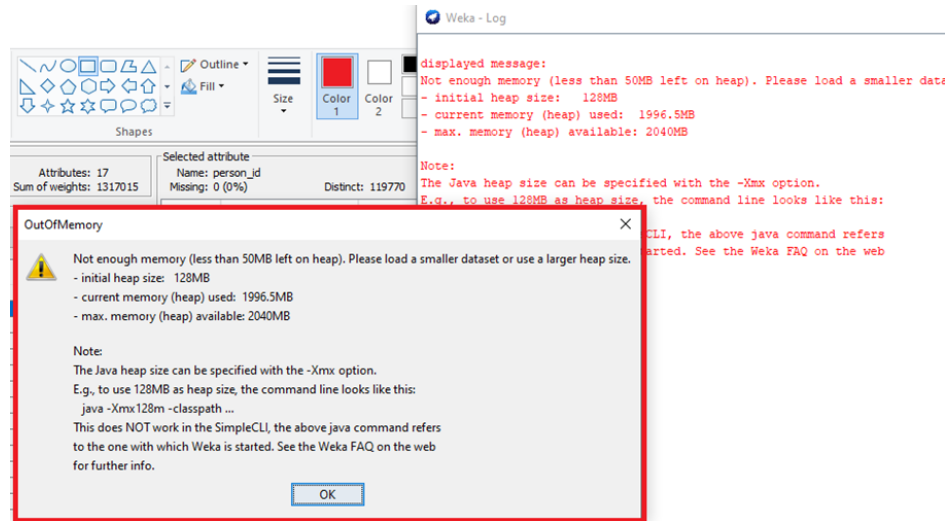 Weka - Log
Outline
Fill
Size
Color
1
Color
2
Shapes
Attributes: 17
Sum of weights: 1317015
Selected attribute
Name: person_id
Missing: 0 (0%)
Distinct: 119770
displayed message:
Not enough memory (less than 50MB left on heap). Please load a smaller data
- initial heap size: 128MB
- current memory (heap) used: 1996.5MB
- max. memory (heap) available: 2040MB
Note:
The Java heap size can be specified with the -Xmx option.
E.g., to use 128MB as heap size, the command line looks like this:
CLI, the above java command refers
arted. See the Weka FAQ on the web
OutOfMemory
Not enough memory (less than 50MB left on heap). Please load a smaller dataset or use a larger heap size.
- initial heap size: 128MB
- current memory (heap) used: 1996.5MB
- max. memory (heap) available: 2040MB
Note:
The Java heap size can be specified with the -Xmx option.
E.g., to use 128MB as heap size, the command line looks like this:
java -Xmx128m -classpath ...
This does NOT work in the SimpleCLI, the above java command refers
to the one with which Weka is started. See the Weka FAQ on the web
for further info.
OK